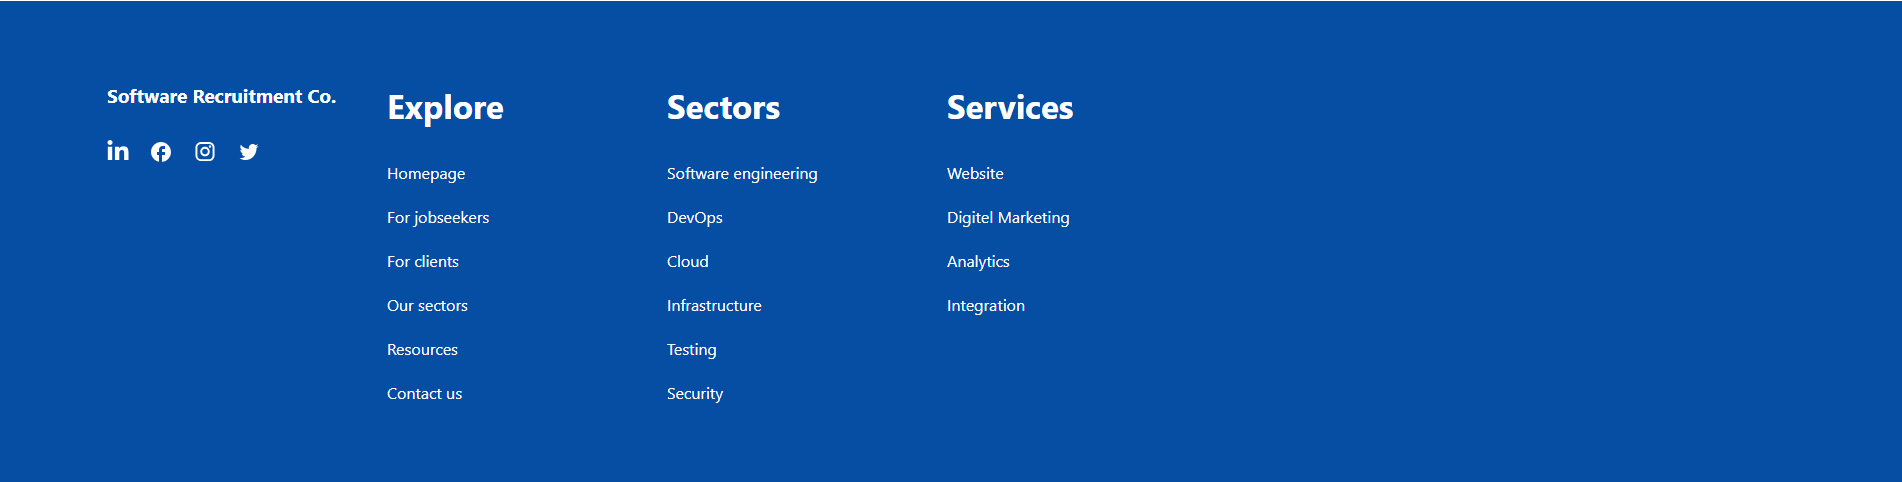 Software Recruitment Co.
Explore
Homepage
For jobseekers
For clients
Our sectors
Resources
Contact us
Sectors
Software engineering
DevOps
Cloud
Infrastructure
Testing
Security
Services
Website
Digitel Marketing
Analytics
Integration